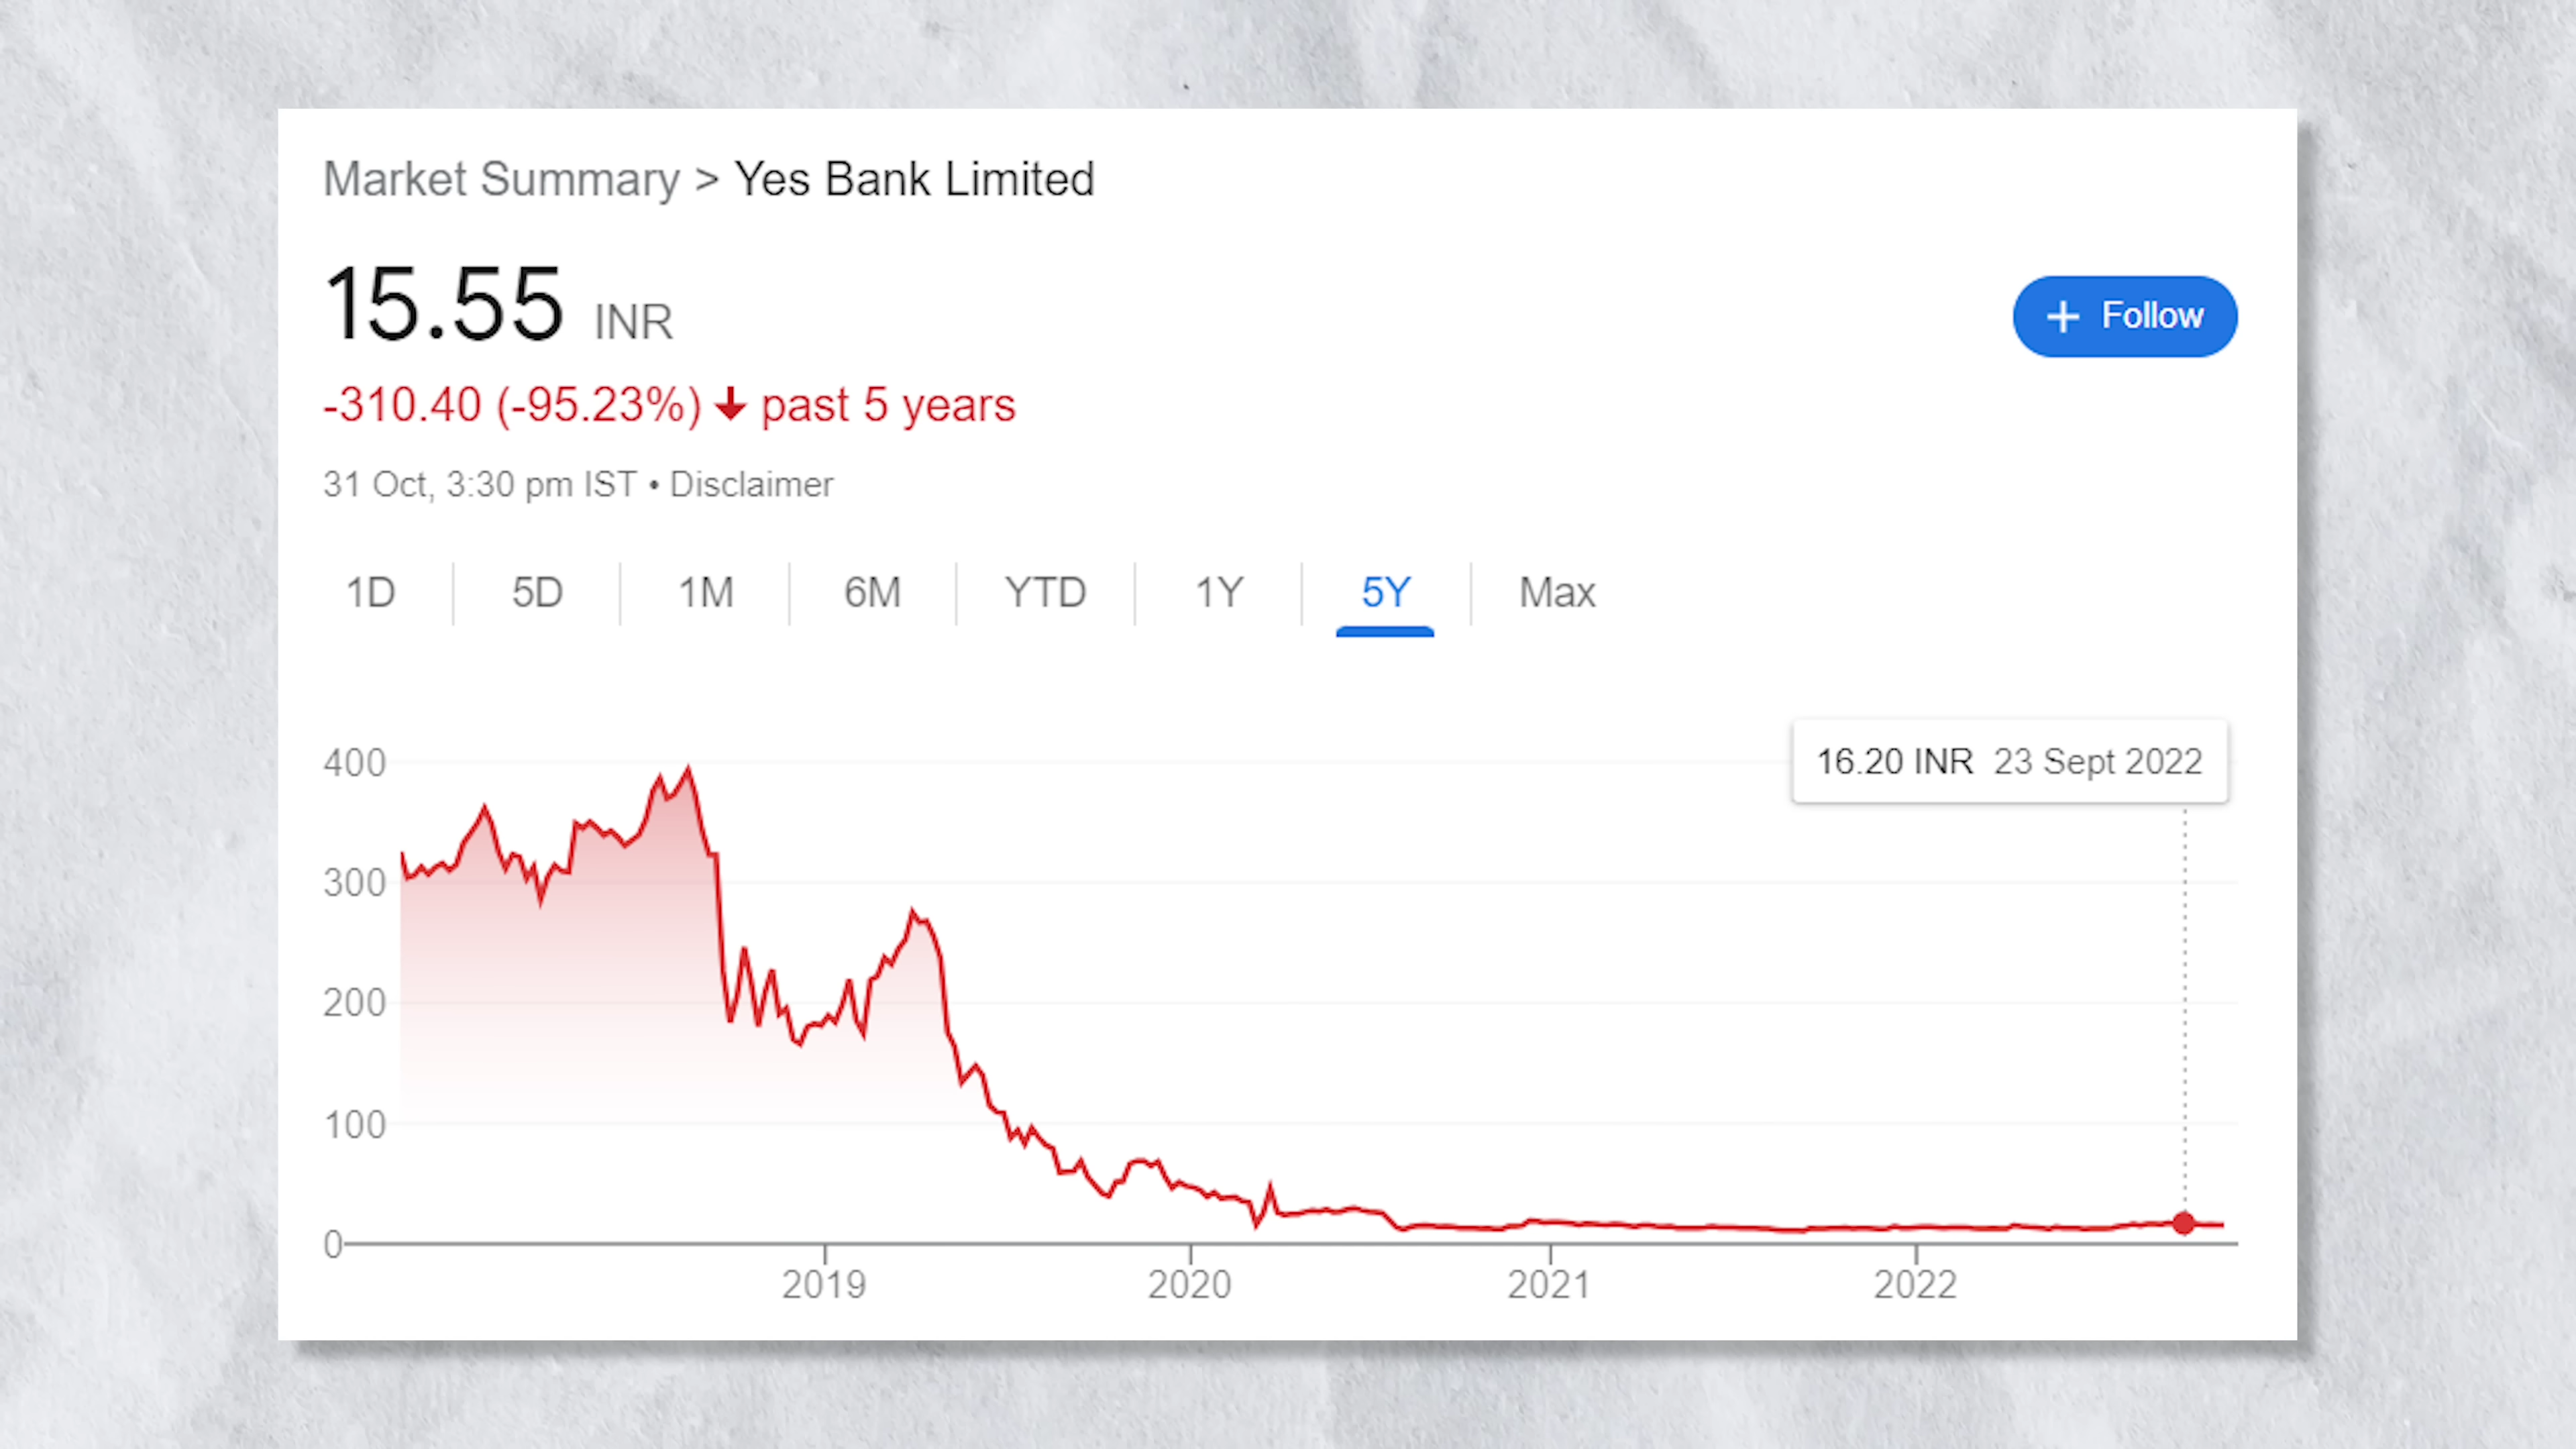 Market Summary > Yes Bank Limited
15.55 INR
+ Follow
-310.40 (-95.23%) ↓ past 5 years
31 Oct, 3:30 pm IST • Disclaimer
1D 5D 1M 6M YTD 1Y 5Y Max
16.20 INR 23 Sept 2022
400
300
200
100
0
2019 2020 2021 2022